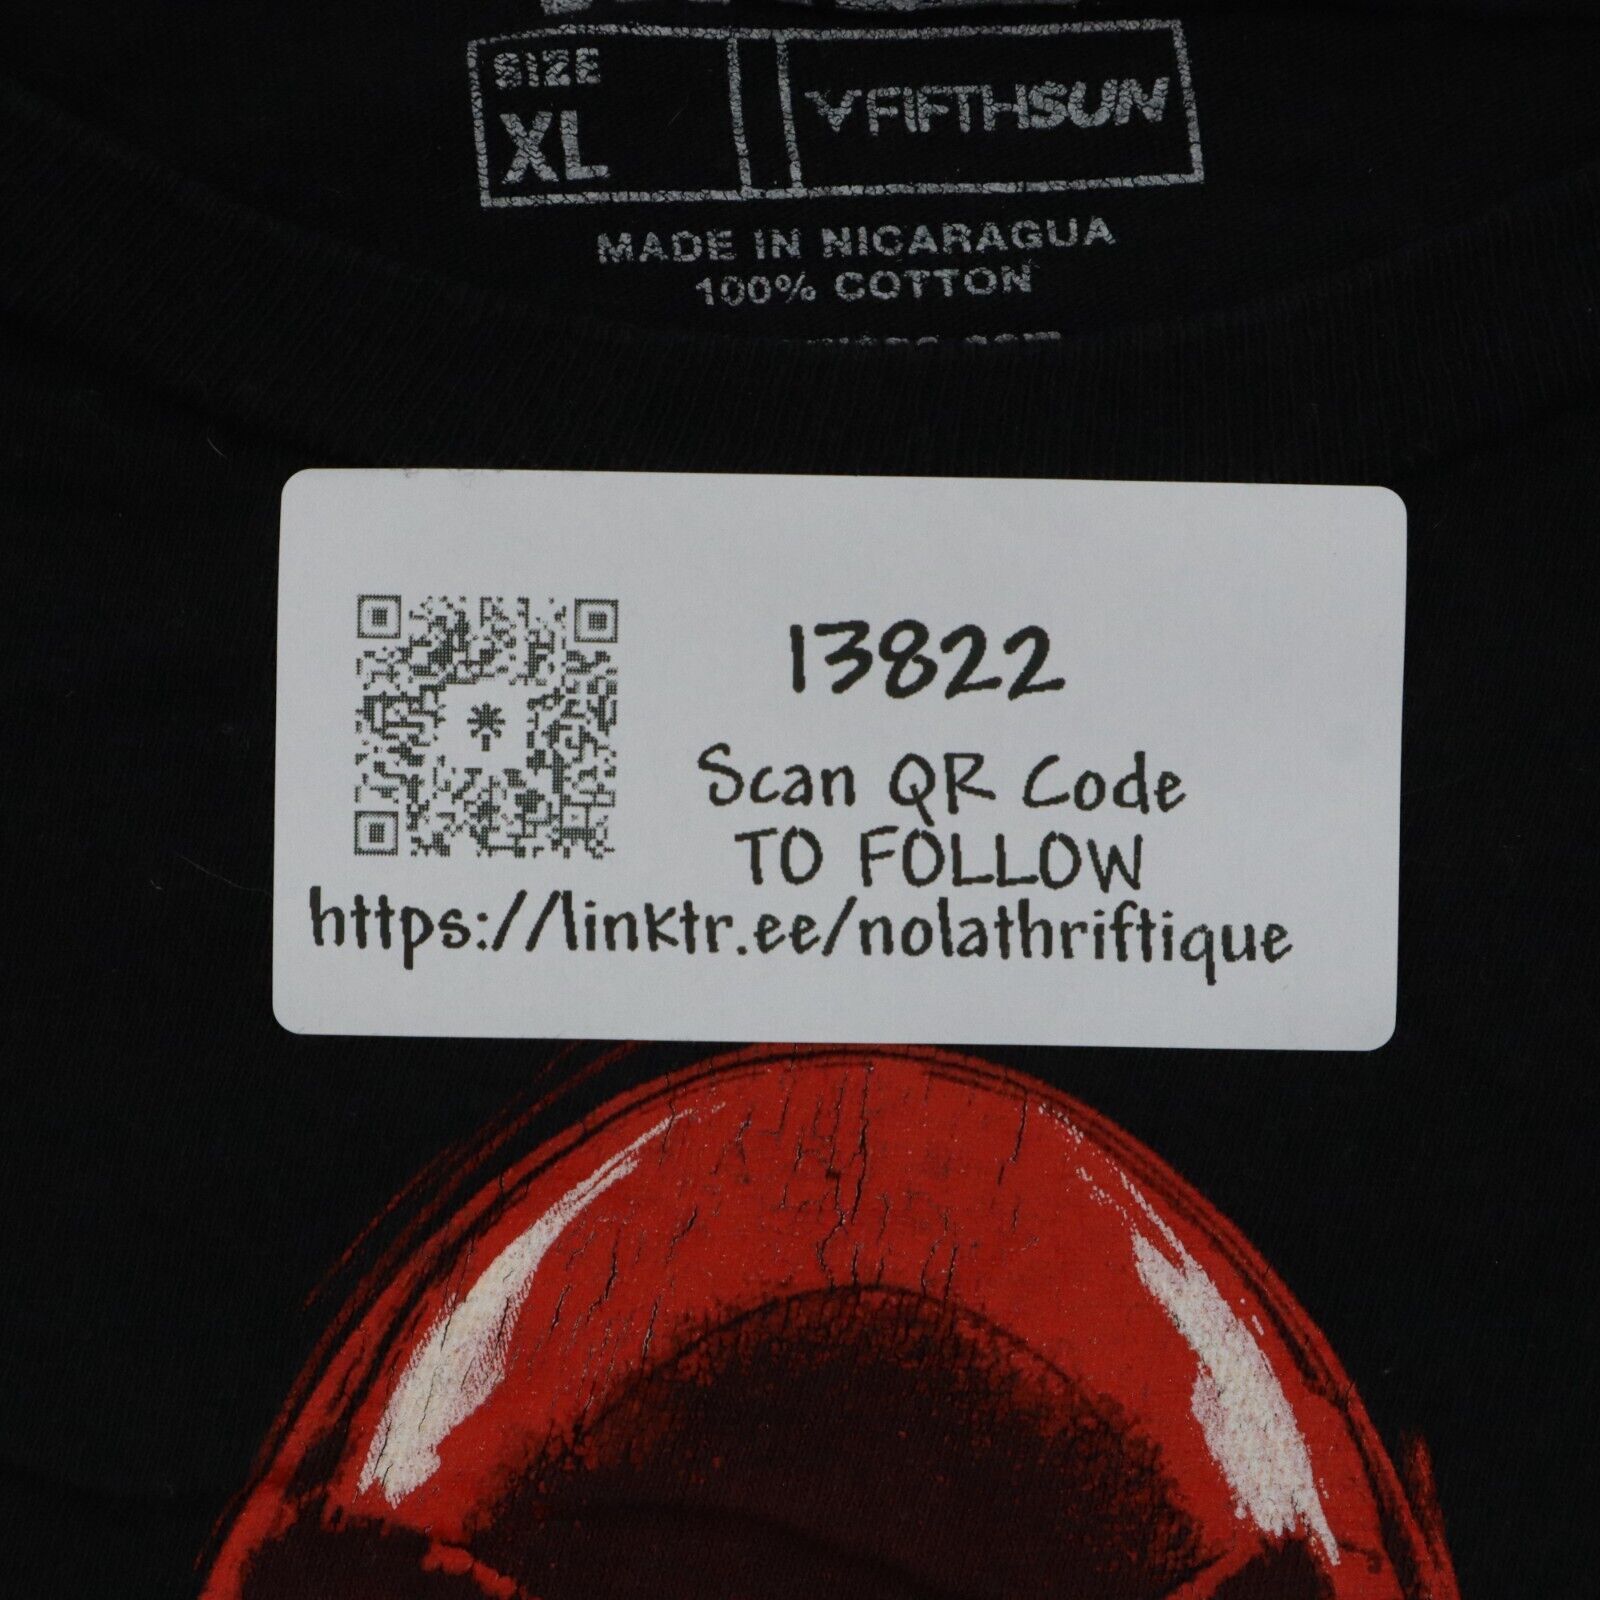 SIZE
XL
FIFTHSUN
MADE IN NICARAGUA
100% COTTON
13822
Scan QR Code
TO FOLLOW
https://linktr.ee/nolathriftique